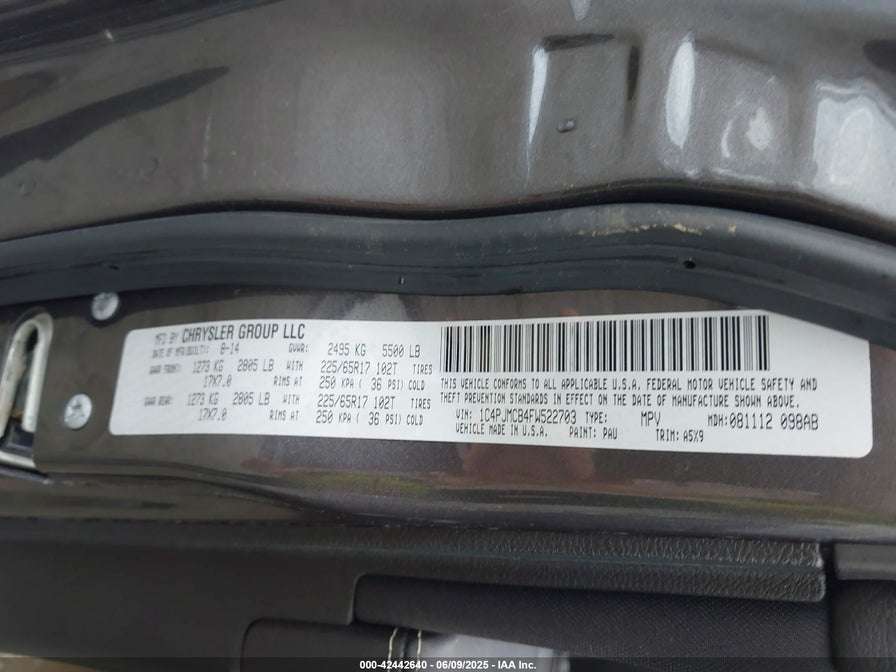 MFD BY CHRYSLER GROUP LLC
DATE OF MFR(BUILT): 8-14 GVWR: 2495 KG 5500 LB
GAWR FRONT: 1273 KG 2805 LB WITH 225/65R17 102T TIRES
17X7.0 RIMS AT 250 KPA ( 36 PSI) COLD
GAWR REAR: 1273 KG 2805 LB WITH 225/65R17 102T TIRES
17X7.0 RIMS AT 250 KPA ( 36 PSI) COLD
THIS VEHICLE CONFORMS TO ALL APPLICABLE U.S.A. FEDERAL MOTOR VEHICLE SAFETY AND
THEFT PREVENTION STANDARDS IN EFFECT ON THE DATE OF MANUFACTURE SHOWN ABOVE.
VIN: 1C4PJMCB4FW522703 TYPE: MPV MDH:081112 098AB
VEHICLE MADE IN U.S.A. PAINT: PAU TRIM: A5X9
000-42442640 - 06/09/2025 - IAA Inc.